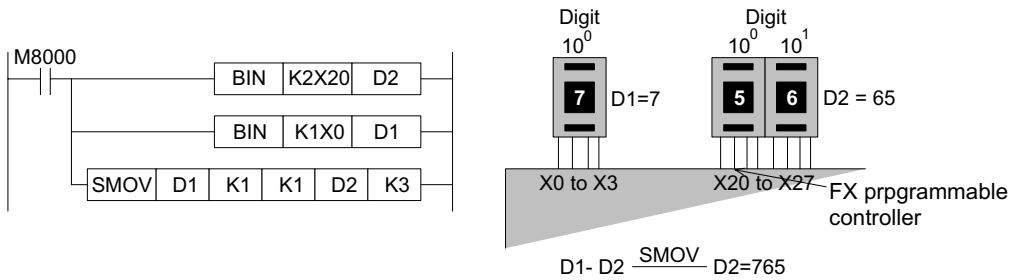 M8000
BIN K2X20 D2
BIN K1X0 D1
SMOV D1 K1 K1 D2 K3
Digit
10⁰
7
D1=7
Digit
10⁰ 10¹
5 6
D2 = 65
X0 to X3
X20 to X27
FX prpgrammable
controller
D1- D2 SMOV D2=765